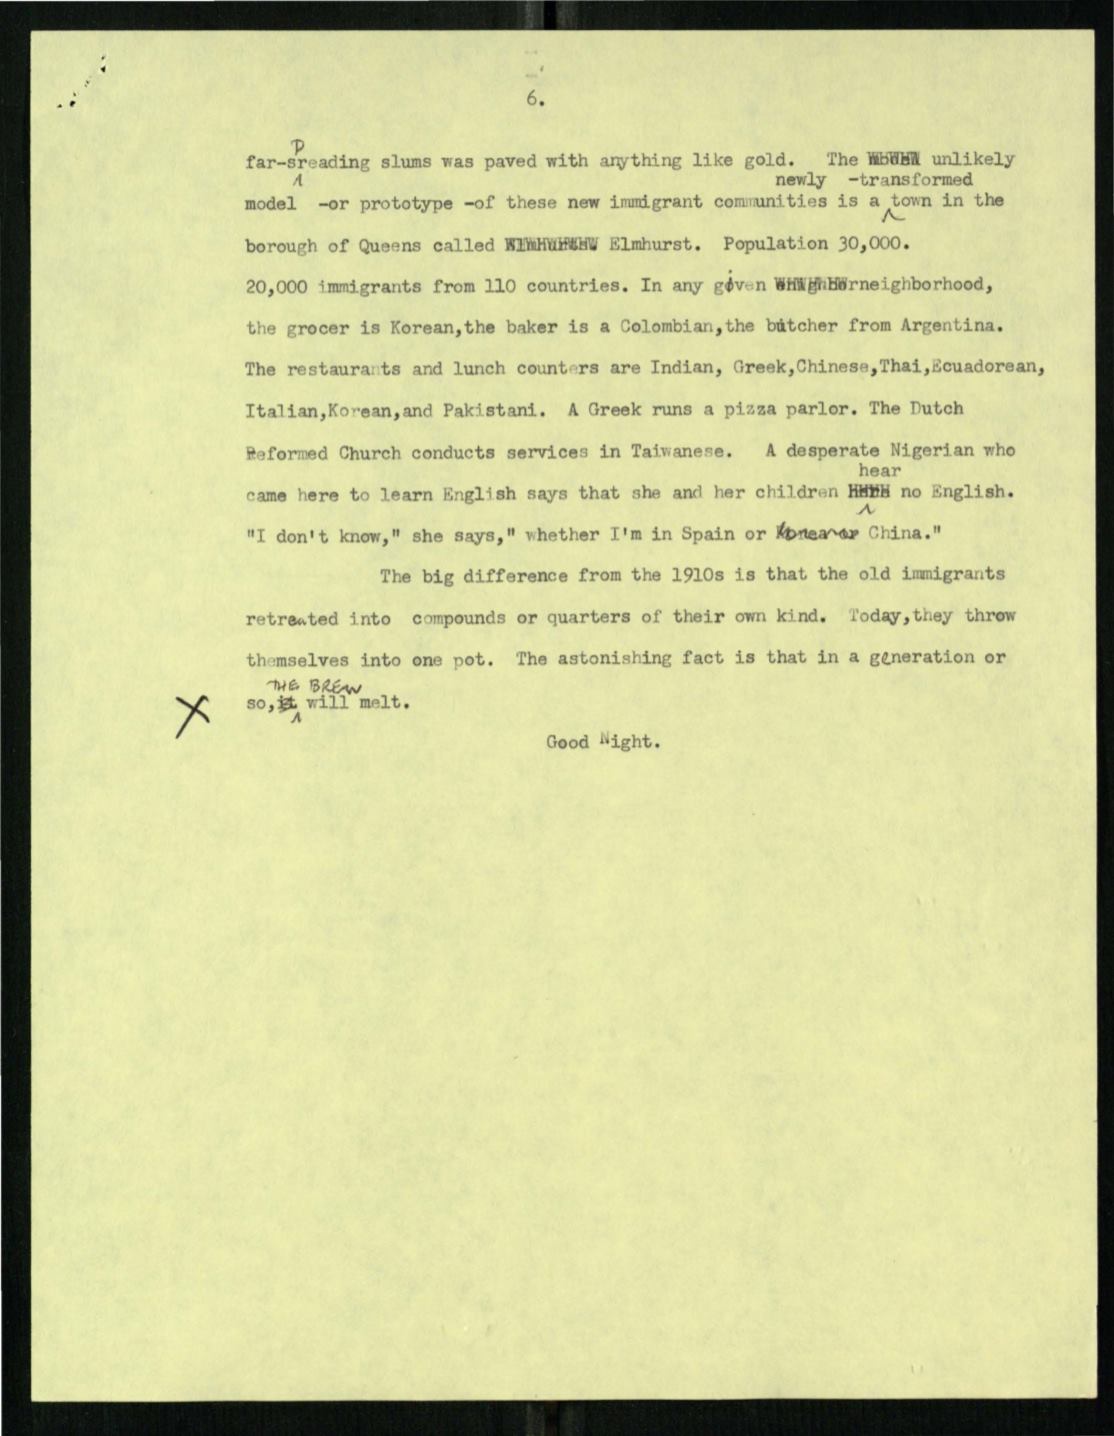 6.
p
far-sreading slums was paved with anything like gold. The unlikely
newly -transformed
model -or prototype -of these new immigrant communities is a town in the
borough of Queens called Elmhurst. Population 30,000.
20,000 immigrants from 110 countries. In any given neighborhood,
the grocer is Korean,the baker is a Colombian,the butcher from Argentina.
The restaurants and lunch counters are Indian, Greek,Chinese,Thai,Ecuadorean,
Italian,Korean,and Pakistani. A Greek runs a pizza parlor. The Dutch
Reformed Church conducts services in Taiwanese. A desperate Nigerian who
hear
came here to learn English says that she and her children no English.
"I don't know," she says," whether I'm in Spain or Korea or China."
The big difference from the 1910s is that the old immigrants
retreated into compounds or quarters of their own kind. Today,they throw
themselves into one pot. The astonishing fact is that in a generation or
THE BREW
so,it will melt.
Good Night.